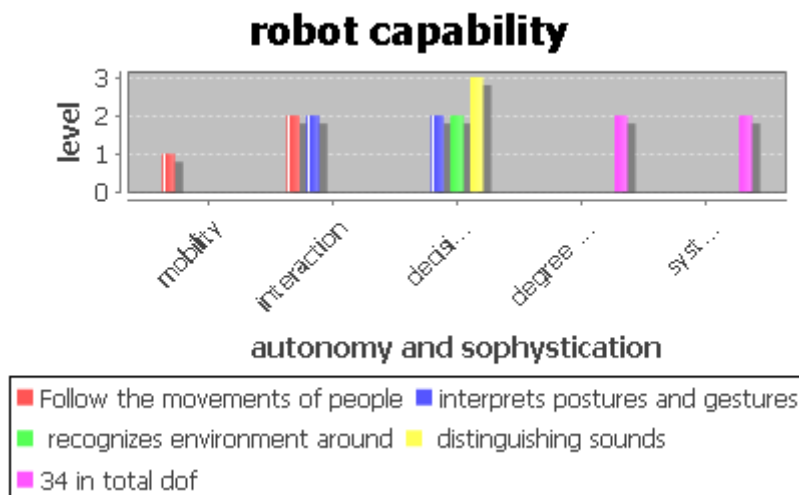 robot capability
3
2
1
0
level
mobility
interaction
decisi...
degree ...
syst...
autonomy and sophystication
Follow the movements of people interprets postures and gestures
recognizes environment around distinguishing sounds
34 in total dof